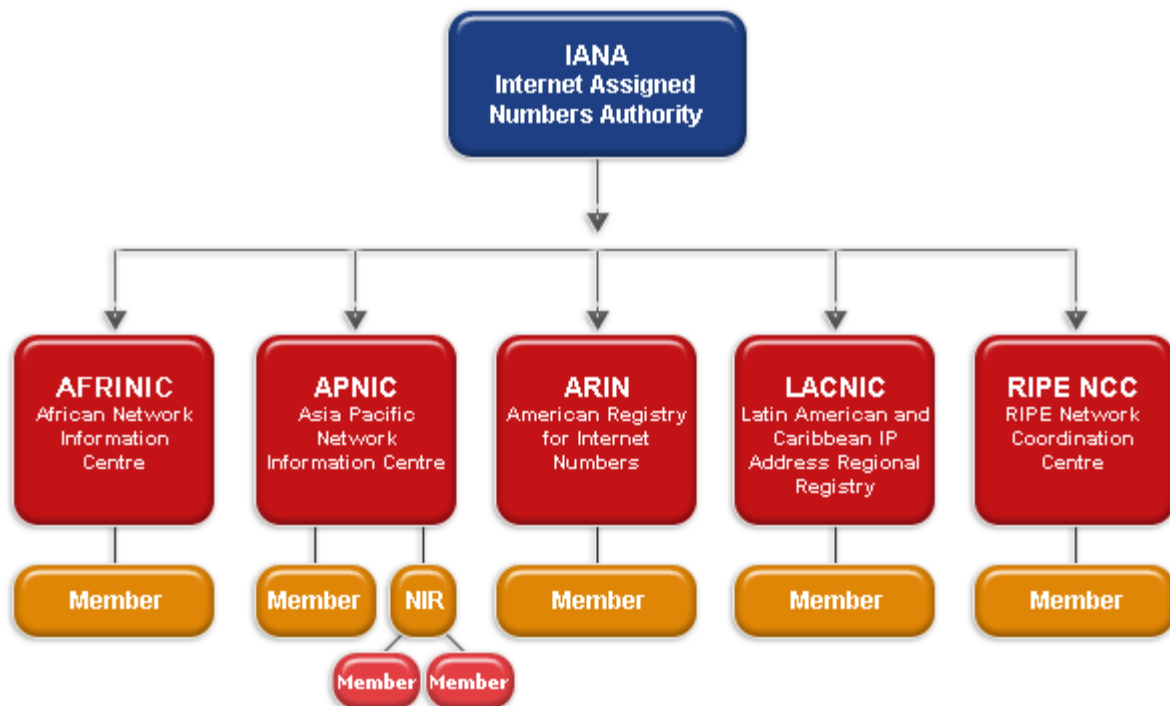 IANA
Internet Assigned
Numbers Authority
AFRINIC
African Network
Information
Centre
APNIC
Asia Pacific
Network
Information Centre
ARIN
American Registry
for Internet
Numbers
LACNIC
Latin American and
Caribbean IP
Address Regional
Registry
RIPE NCC
RIPE Network
Coordination
Centre
Member
Member
NIR
Member
Member
Member
Member
Member